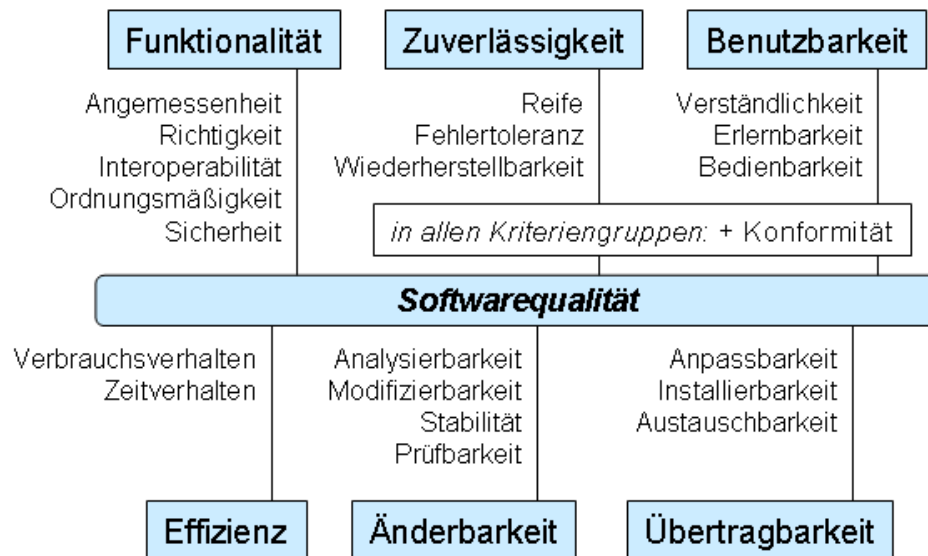 Funktionalität
Zuverlässigkeit
Benutzbarkeit
Angemessenheit
Richtigkeit
Interoperabilität
Ordnungsmäßigkeit
Sicherheit
Reife
Fehlertoleranz
Wiederherstellbarkeit
Verständlichkeit
Erlernbarkeit
Bedienbarkeit
in allen Kriteriengruppen: + Konformität
Softwarequalität
Verbrauchsverhalten
Zeitverhalten
Analysierbarkeit
Modifizierbarkeit
Stabilität
Prüfbarkeit
Anpassbarkeit
Installierbarkeit
Austauschbarkeit
Effizienz
Änderbarkeit
Übertragbarkeit